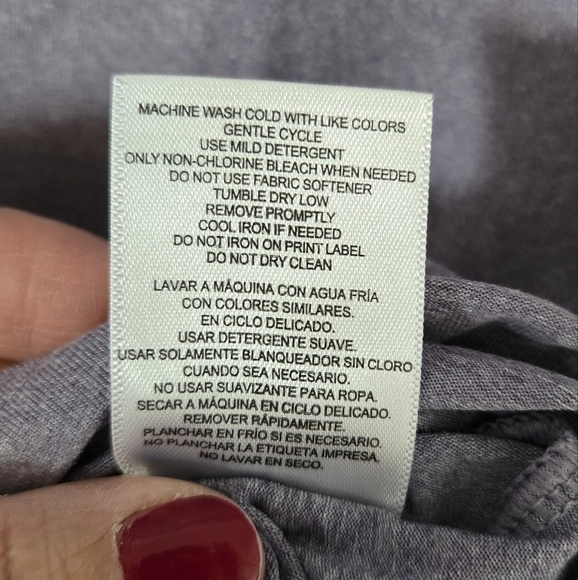 MACHINE WASH COLD WITH LIKE COLORS
GENTLE CYCLE
USE MILD DETERGENT
ONLY NON-CHLORINE BLEACH WHEN NEEDED
DO NOT USE FABRIC SOFTENER
TUMBLE DRY LOW
REMOVE PROMPTLY
COOL IRON IF NEEDED
DO NOT IRON ON PRINT LABEL
DO NOT DRY CLEAN
LAVAR A MÁQUINA CON AGUA FRÍA
CON COLORES SIMILARES.
EN CICLO DELICADO.
USAR DETERGENTE SUAVE.
USAR SOLAMENTE BLANQUEADOR SIN CLORO
CUANDO SEA NECESARIO.
NO USAR SUAVIZANTE PARA ROPA.
SECAR A MÁQUINA EN CICLO DELICADO.
REMOVER RÁPIDAMENTE.
PLANCHAR EN FRÍO SI ES NECESARIO.
NO PLANCHAR LA ETIQUETA IMPRESA.
NO LAVAR EN SECO.